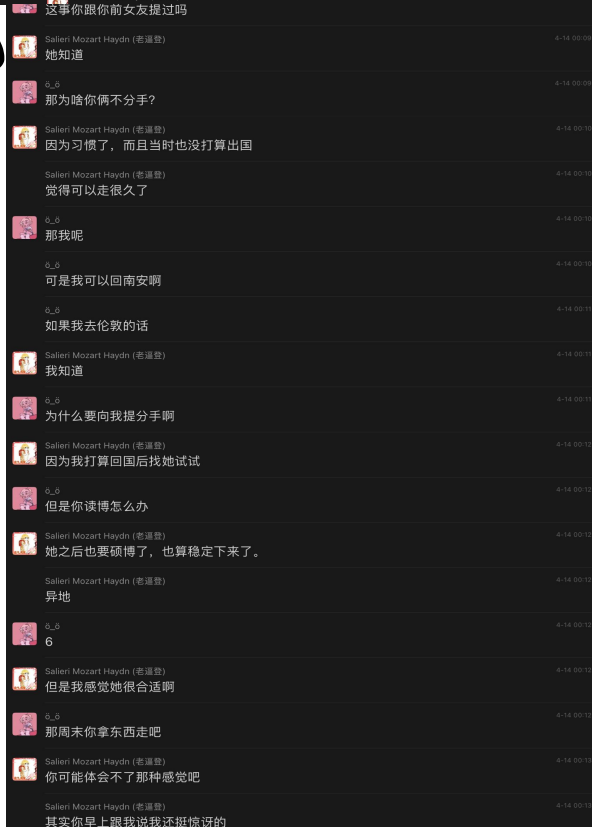 这事你跟你前女友提过吗
Salieri Mozart Haydn (老逼登)
4-14 00:09
她知道
ö_ö
4-14 00:09
那为啥你俩不分手?
Salieri Mozart Haydn (老逼登)
4-14 00:10
因为习惯了，而且当时也没打算出国
Salieri Mozart Haydn (老逼登)
4-14 00:10
觉得可以走很久了
ö_ö
4-14 00:10
那我呢
ö_ö
4-14 00:10
可是我可以回南安啊
ö_ö
4-14 00:11
如果我去伦敦的话
Salieri Mozart Haydn (老逼登)
4-14 00:11
我知道
ö_ö
4-14 00:11
为什么要向我提分手啊
Salieri Mozart Haydn (老逼登)
4-14 00:12
因为我打算回国后找她试试
ö_ö
4-14 00:12
但是你读博怎么办
Salieri Mozart Haydn (老逼登)
4-14 00:12
她之后也要硕博了，也算稳定下来了。
Salieri Mozart Haydn (老逼登)
4-14 00:12
异地
ö_ö
4-14 00:12
6
Salieri Mozart Haydn (老逼登)
4-14 00:12
但是我感觉她很合适啊
ö_ö
4-14 00:12
那周末你拿东西走吧
Salieri Mozart Haydn (老逼登)
4-14 00:13
你可能体会不了那种感觉吧
Salieri Mozart Haydn (老逼登)
4-14 00:13
其实你早上跟我说我还挺惊讶的